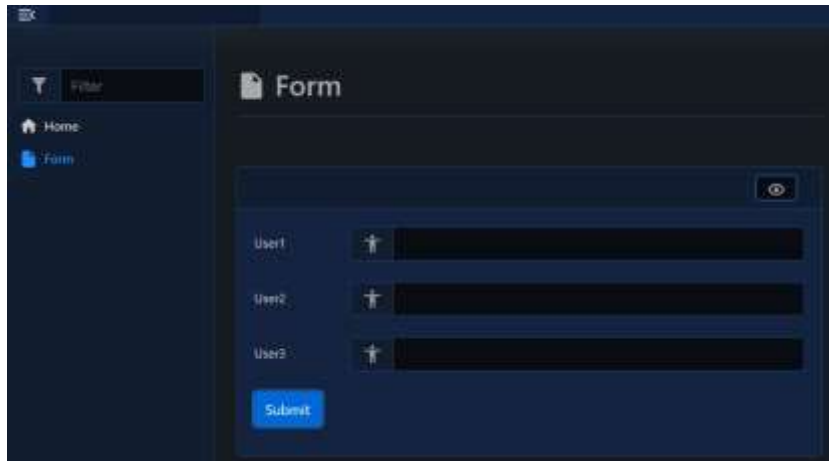 Filter
Form
Home
Form
User1
User2
User3
Submit